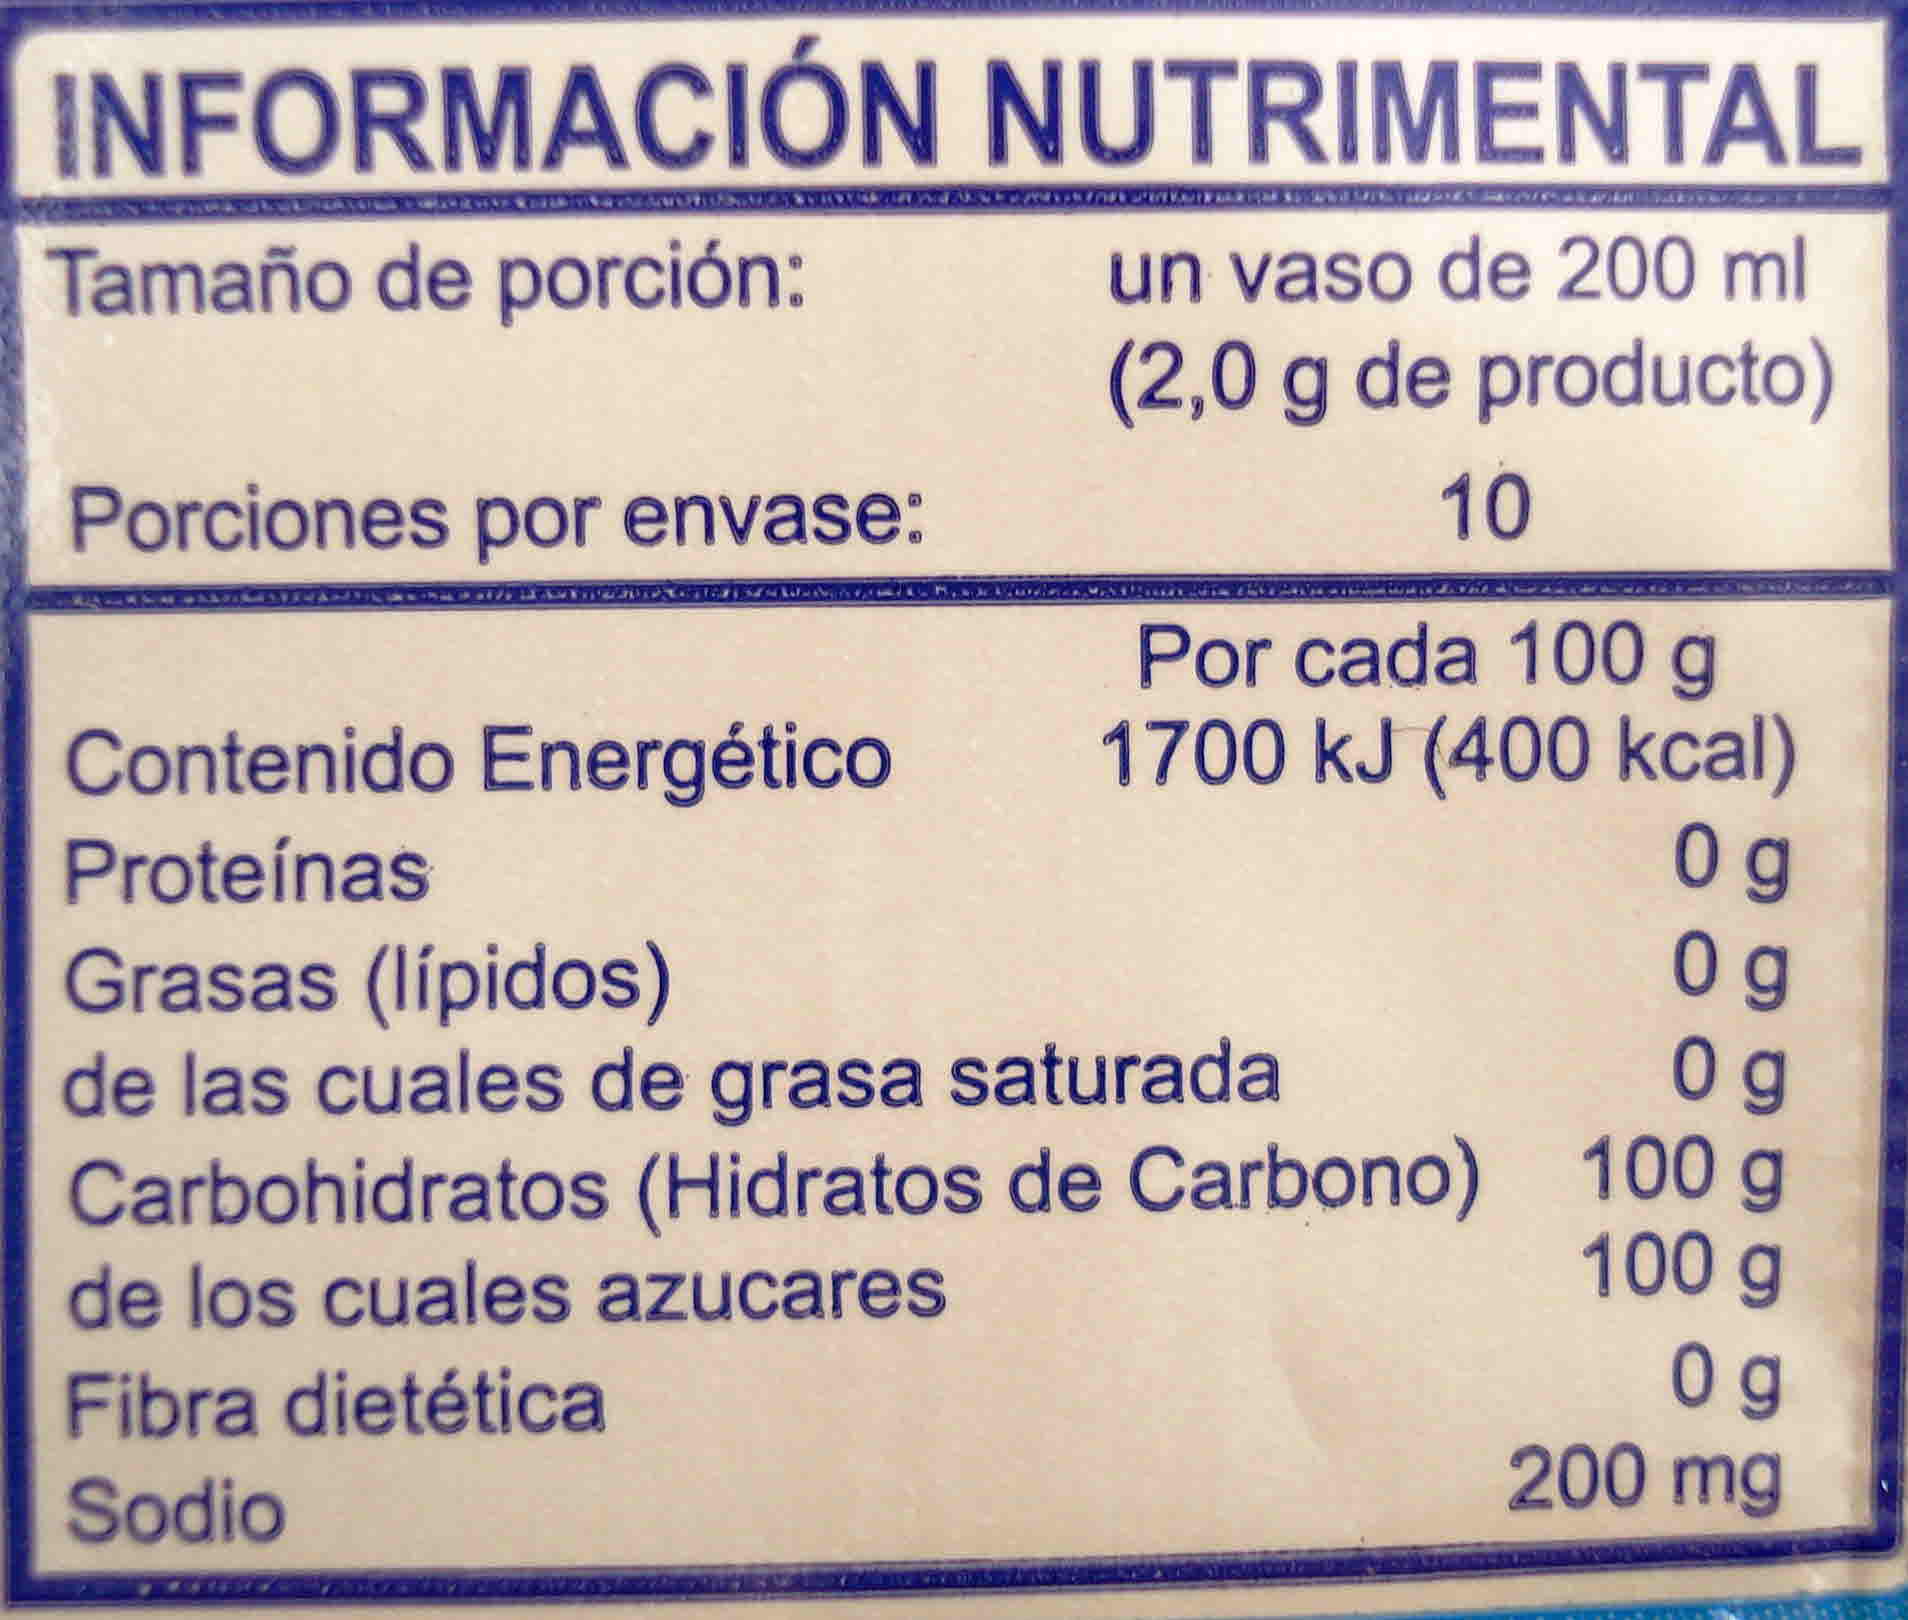 INFORMACIÓN NUTRIMENTAL
Tamaño de porción: un vaso de 200 ml
(2,0 g de producto)
Porciones por envase: 10
Por cada 100 g
Contenido Energético 1700 kJ (400 kcal)
Proteínas 0 g
Grasas (lípidos) 0 g
de las cuales de grasa saturada 0 g
Carbohidratos (Hidratos de Carbono) 100 g
de los cuales azucares 100 g
Fibra dietética 0 g
Sodio 200 mg